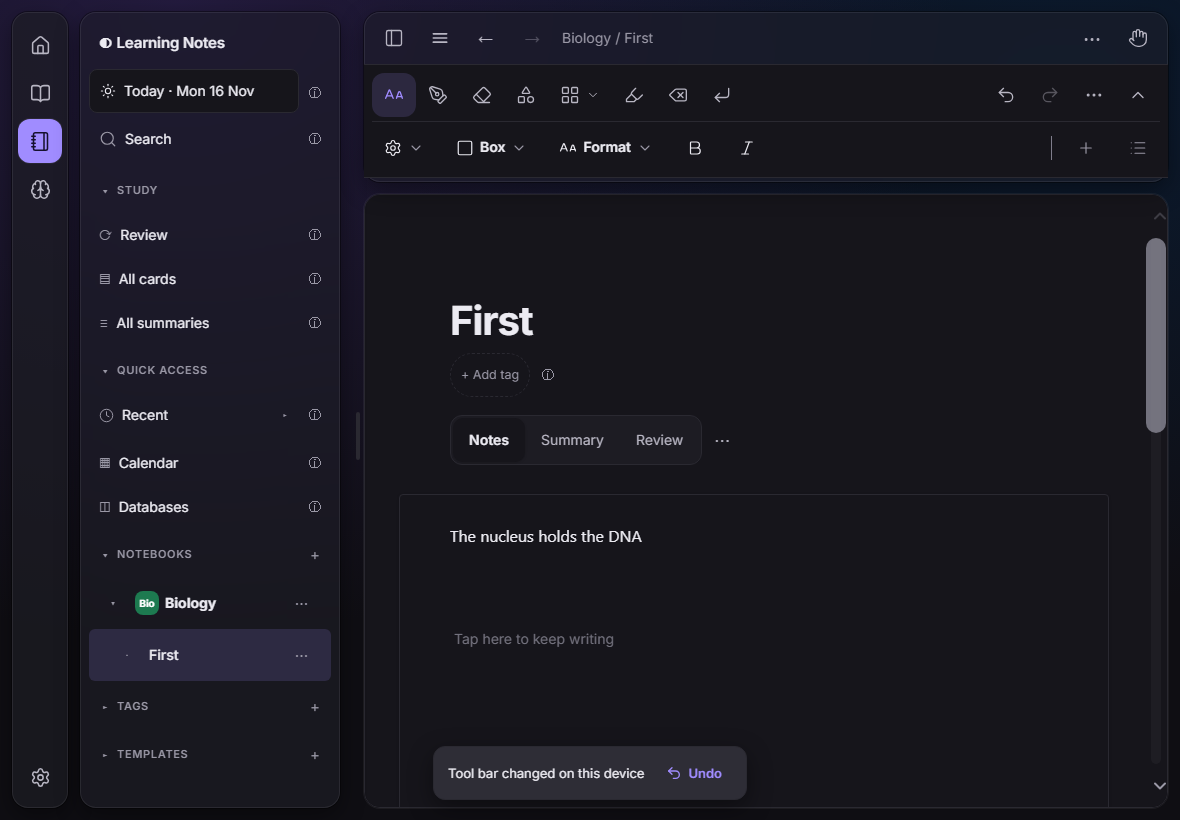 Learning Notes
Today · Mon 16 Nov
Search
STUDY
Review
All cards
All summaries
QUICK ACCESS
Recent
Calendar
Databases
NOTEBOOKS
Bio Biology
First
TAGS
TEMPLATES
Biology / First
AA
Box
AA Format
B I
First
+ Add tag
Notes Summary Review
The nucleus holds the DNA
Tap here to keep writing
Tool bar changed on this device Undo